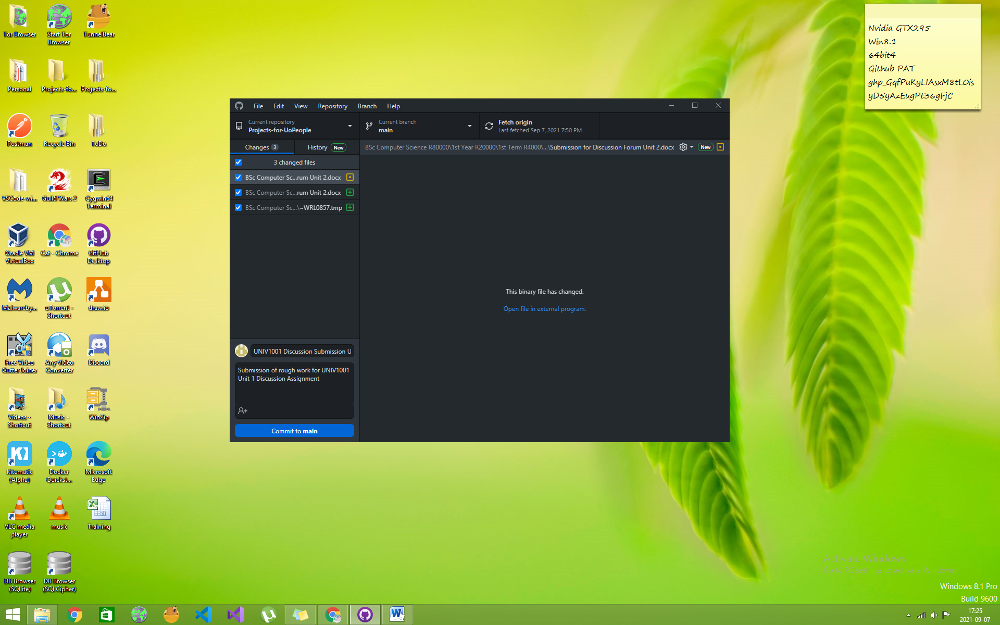 Tor Browser
Start Tor
Browser
TunnelBear
Personal
Projects-fo...
Projects-fo...
Postman
Recycle Bin
ToDo
VSCode-wi...
Guild Wars 2
Cygwin64
Terminal
Oracle VM
VirtualBox
Cat - Chrome
GitHub
Desktop
Malwareby...
uTorrent -
Shortcut
draw.io
Free Video
Cutter Joiner
Any Video
Converter
Discord
Videos -
Shortcut
Music -
Shortcut
WinZip
Kitematic
(Alpha)
Docker
Quickst...
Microsoft
Edge
VLC media
player
music
Training
DB Browser
(SQLite)
DB Browser
(SQLCipher)
File Edit View Repository Branch Help
Current repository
Projects-for-UoPeople
Current branch
main
Fetch origin
Last fetched Sep 7, 2021 7:50 PM
Changes 3
History New
BSc Computer Science R80000\1st Year R20000\1st Term R4000\...\Submission for Discussion Forum Unit 2.docx
New
3 changed files
BSc Computer Sc...rum Unit 2.docx
BSc Computer Sc...rum Unit 2.docx
BSc Computer Sc...\~WRL0857.tmp
This binary file has changed.
Open file in external program.
UNIV1001 Discussion Submission U
Submission of rough work for UNIV1001
Unit 1 Discussion Assignment
Commit to main
Nvidia GTX295
Win8.1
64bit4
Github PAT
ghp_GqfPuKyLIAsxM8tLOis
yD5yAzEugPt36gFjC
Activate Windows
Go to PC settings to activate Windows.
Windows 8.1 Pro
Build 9600
17:25
2021-09-07